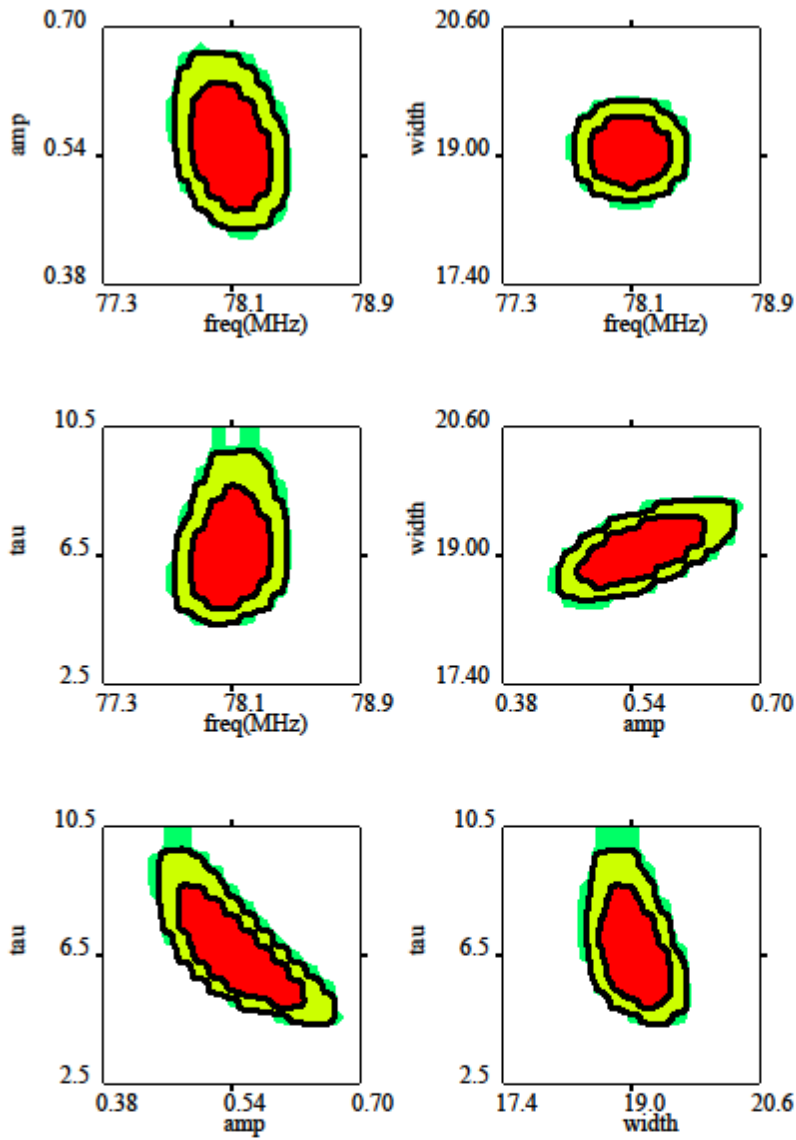 0.70
amp
0.54
0.38
77.3 78.1 78.9
freq(MHz)
20.60
width
19.00
17.40
77.3 78.1 78.9
freq(MHz)
10.5
tau
6.5
2.5
77.3 78.1 78.9
freq(MHz)
20.60
width
19.00
17.40
0.38 0.54 0.70
amp
10.5
tau
6.5
2.5
0.38 0.54 0.70
amp
10.5
tau
6.5
2.5
17.4 19.0 20.6
width